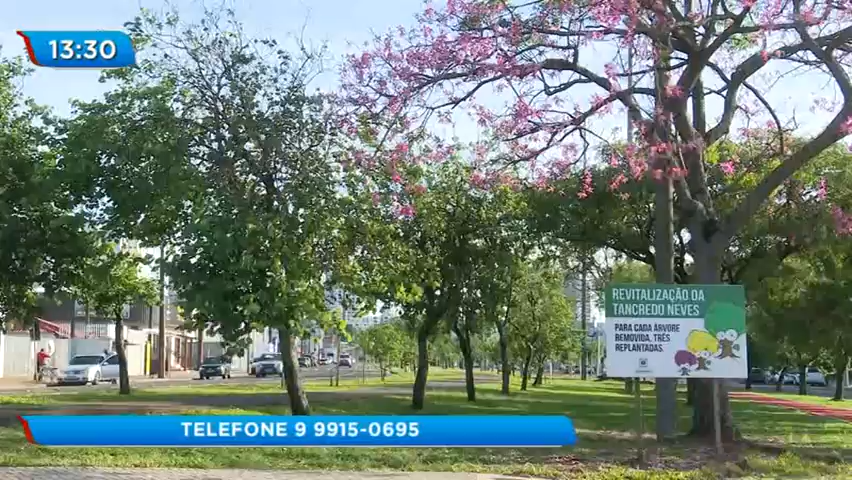 13:30
REVITALIZAÇÃO DA
TANCREDO NEVES
PARA CADA ÁRVORE
REMOVIDA, TRÊS
REPLANTADAS.
TELEFONE 9 9915-0695